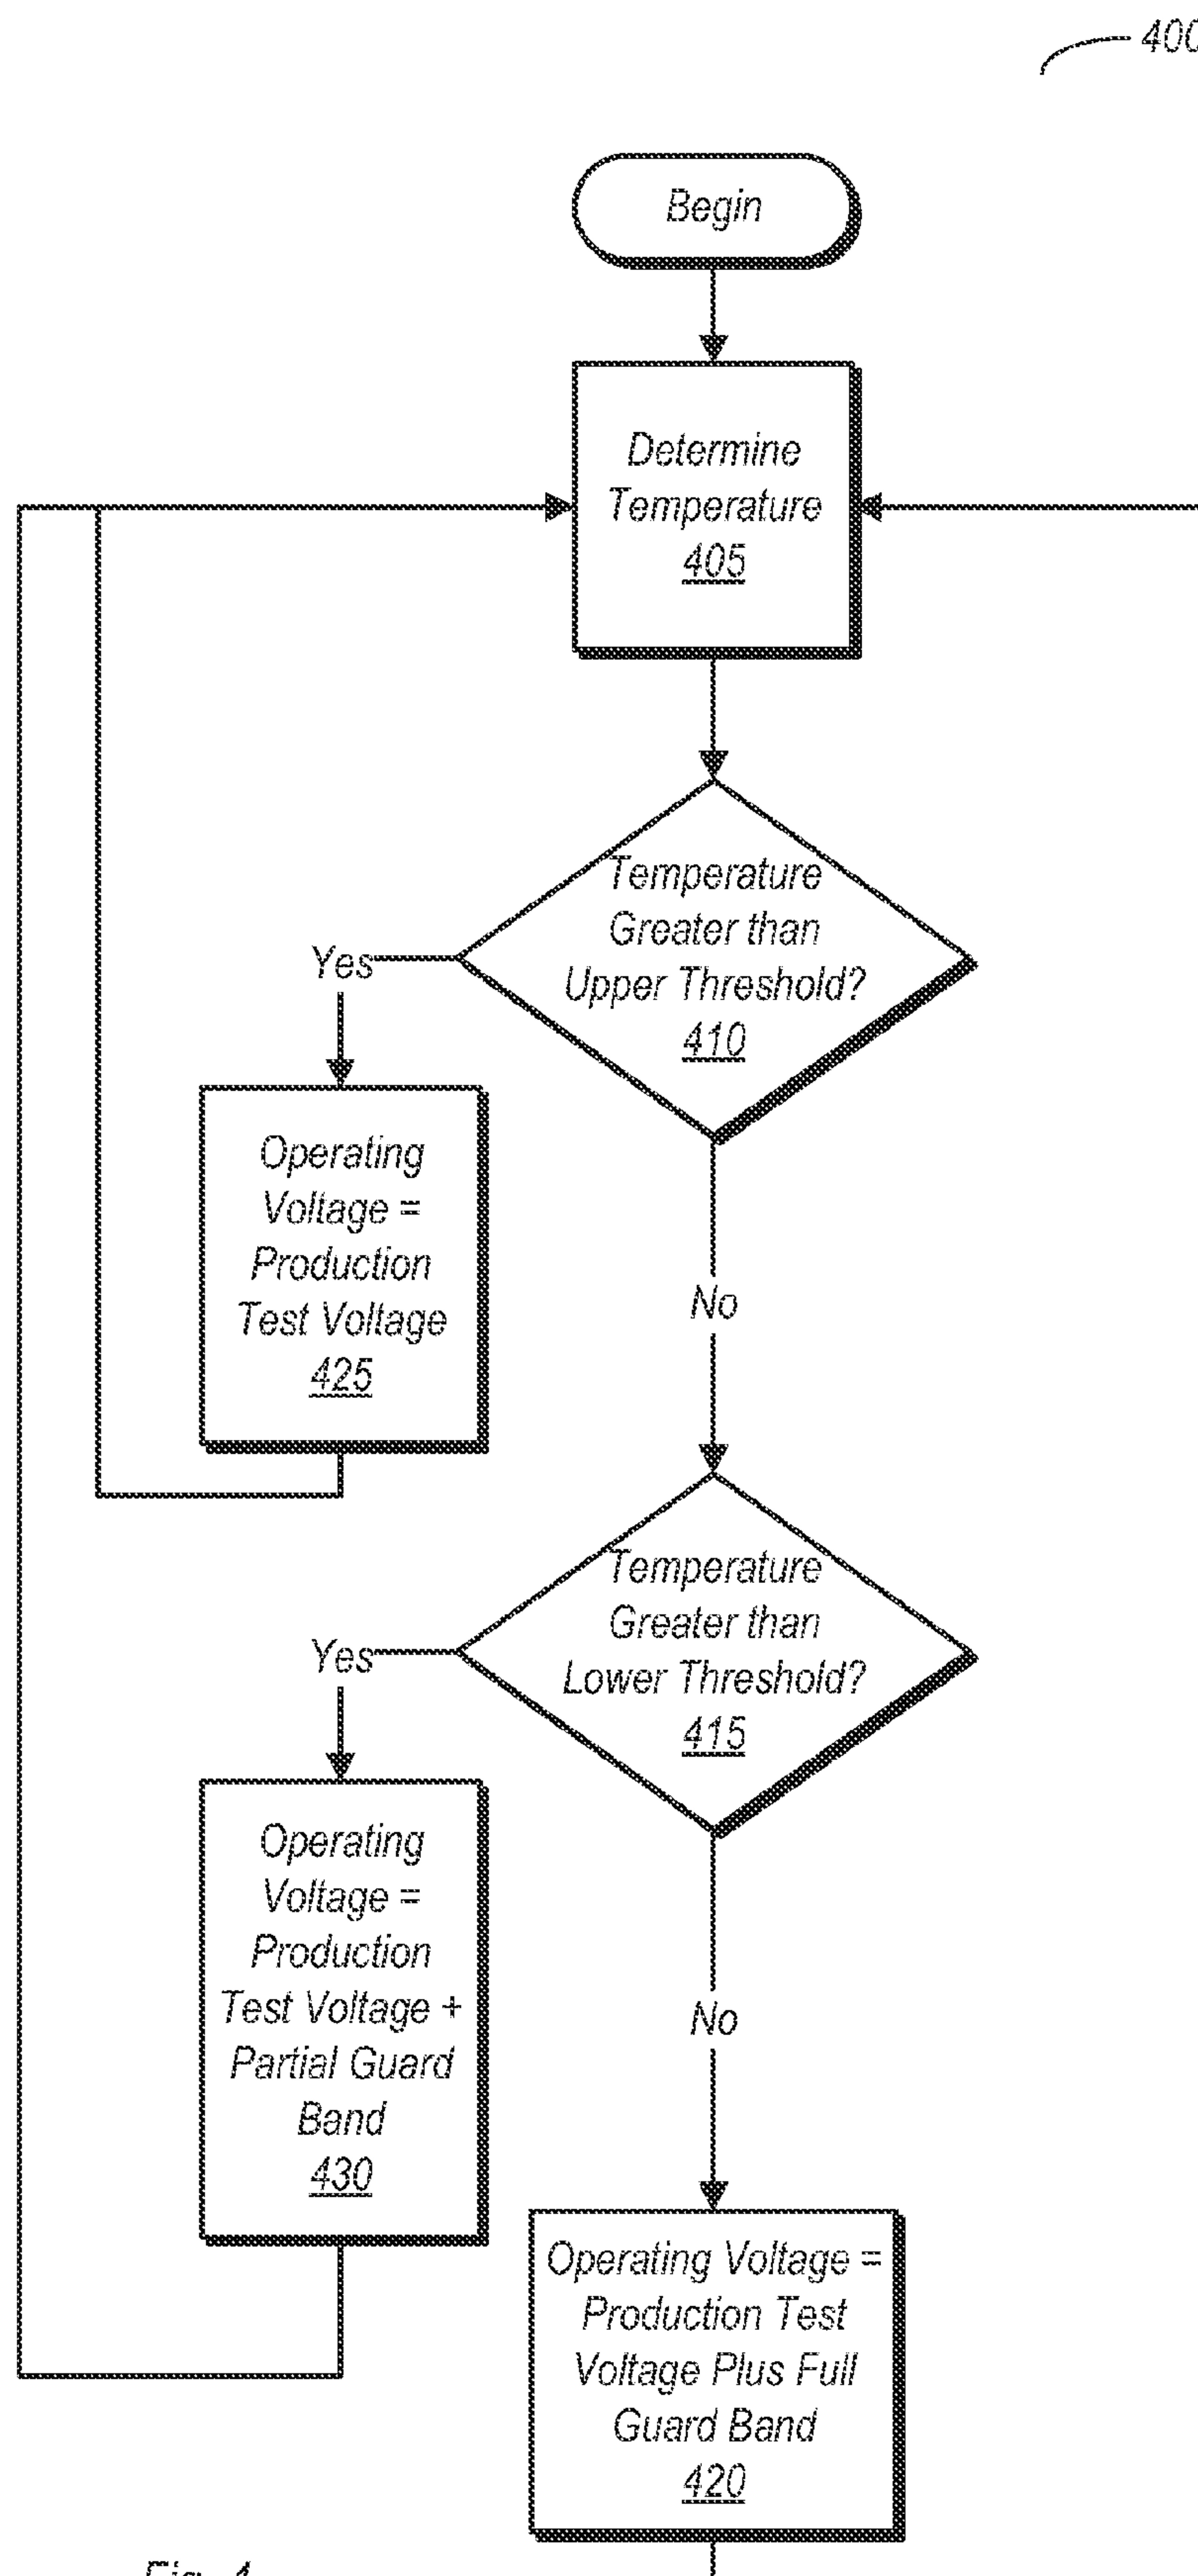 400
Begin
Determine
Temperature
405
Temperature
Greater than
Upper Threshold?
410
Yes
Operating
Voltage =
Production
Test Voltage
425
No
Temperature
Greater than
Lower Threshold?
415
Yes
Operating
Voltage =
Production
Test Voltage +
Partial Guard
Band
430
No
Operating Voltage =
Production Test
Voltage Plus Full
Guard Band
420
Fig. 4